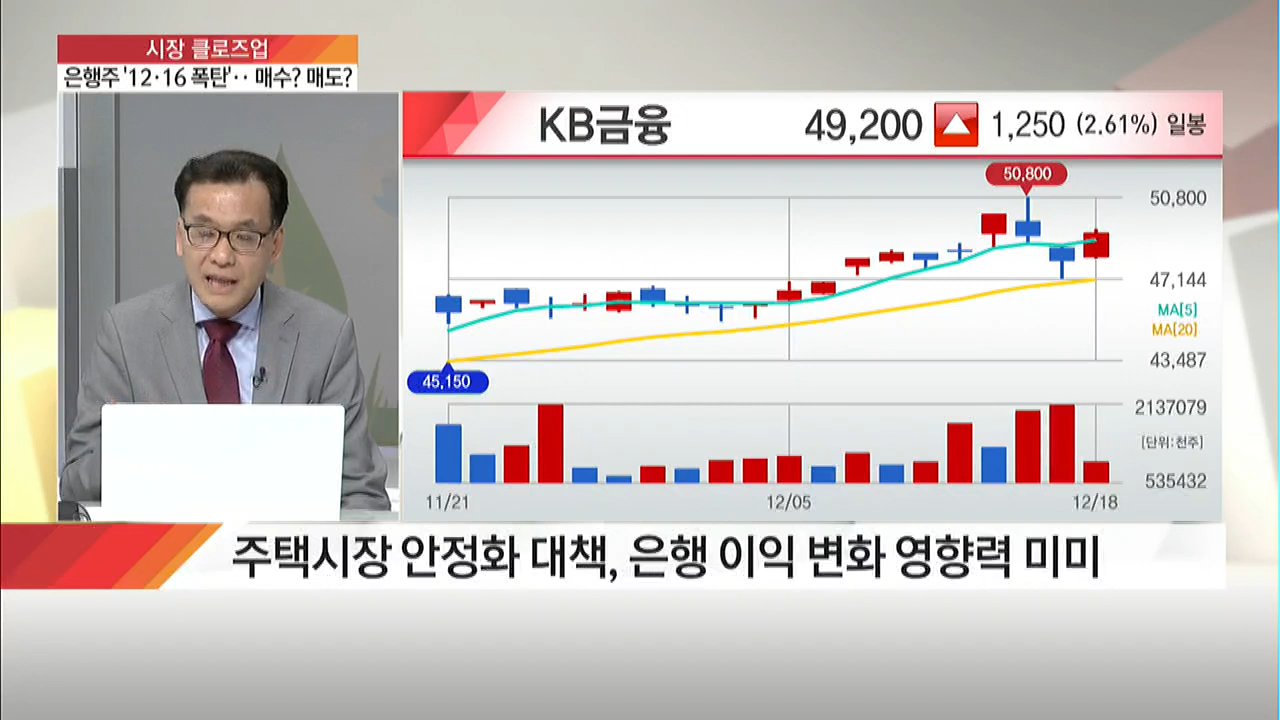 시장 클로즈업
은행주 '12·16 폭탄'‥ 매수? 매도?
KB금융 49,200 1,250 (2.61%) 일봉
50,800
50,800
47,144
MA[5]
MA[20]
43,487
45,150
2137079
[단위:천주]
535432
11/21 12/05 12/18
주택시장 안정화 대책, 은행 이익 변화 영향력 미미